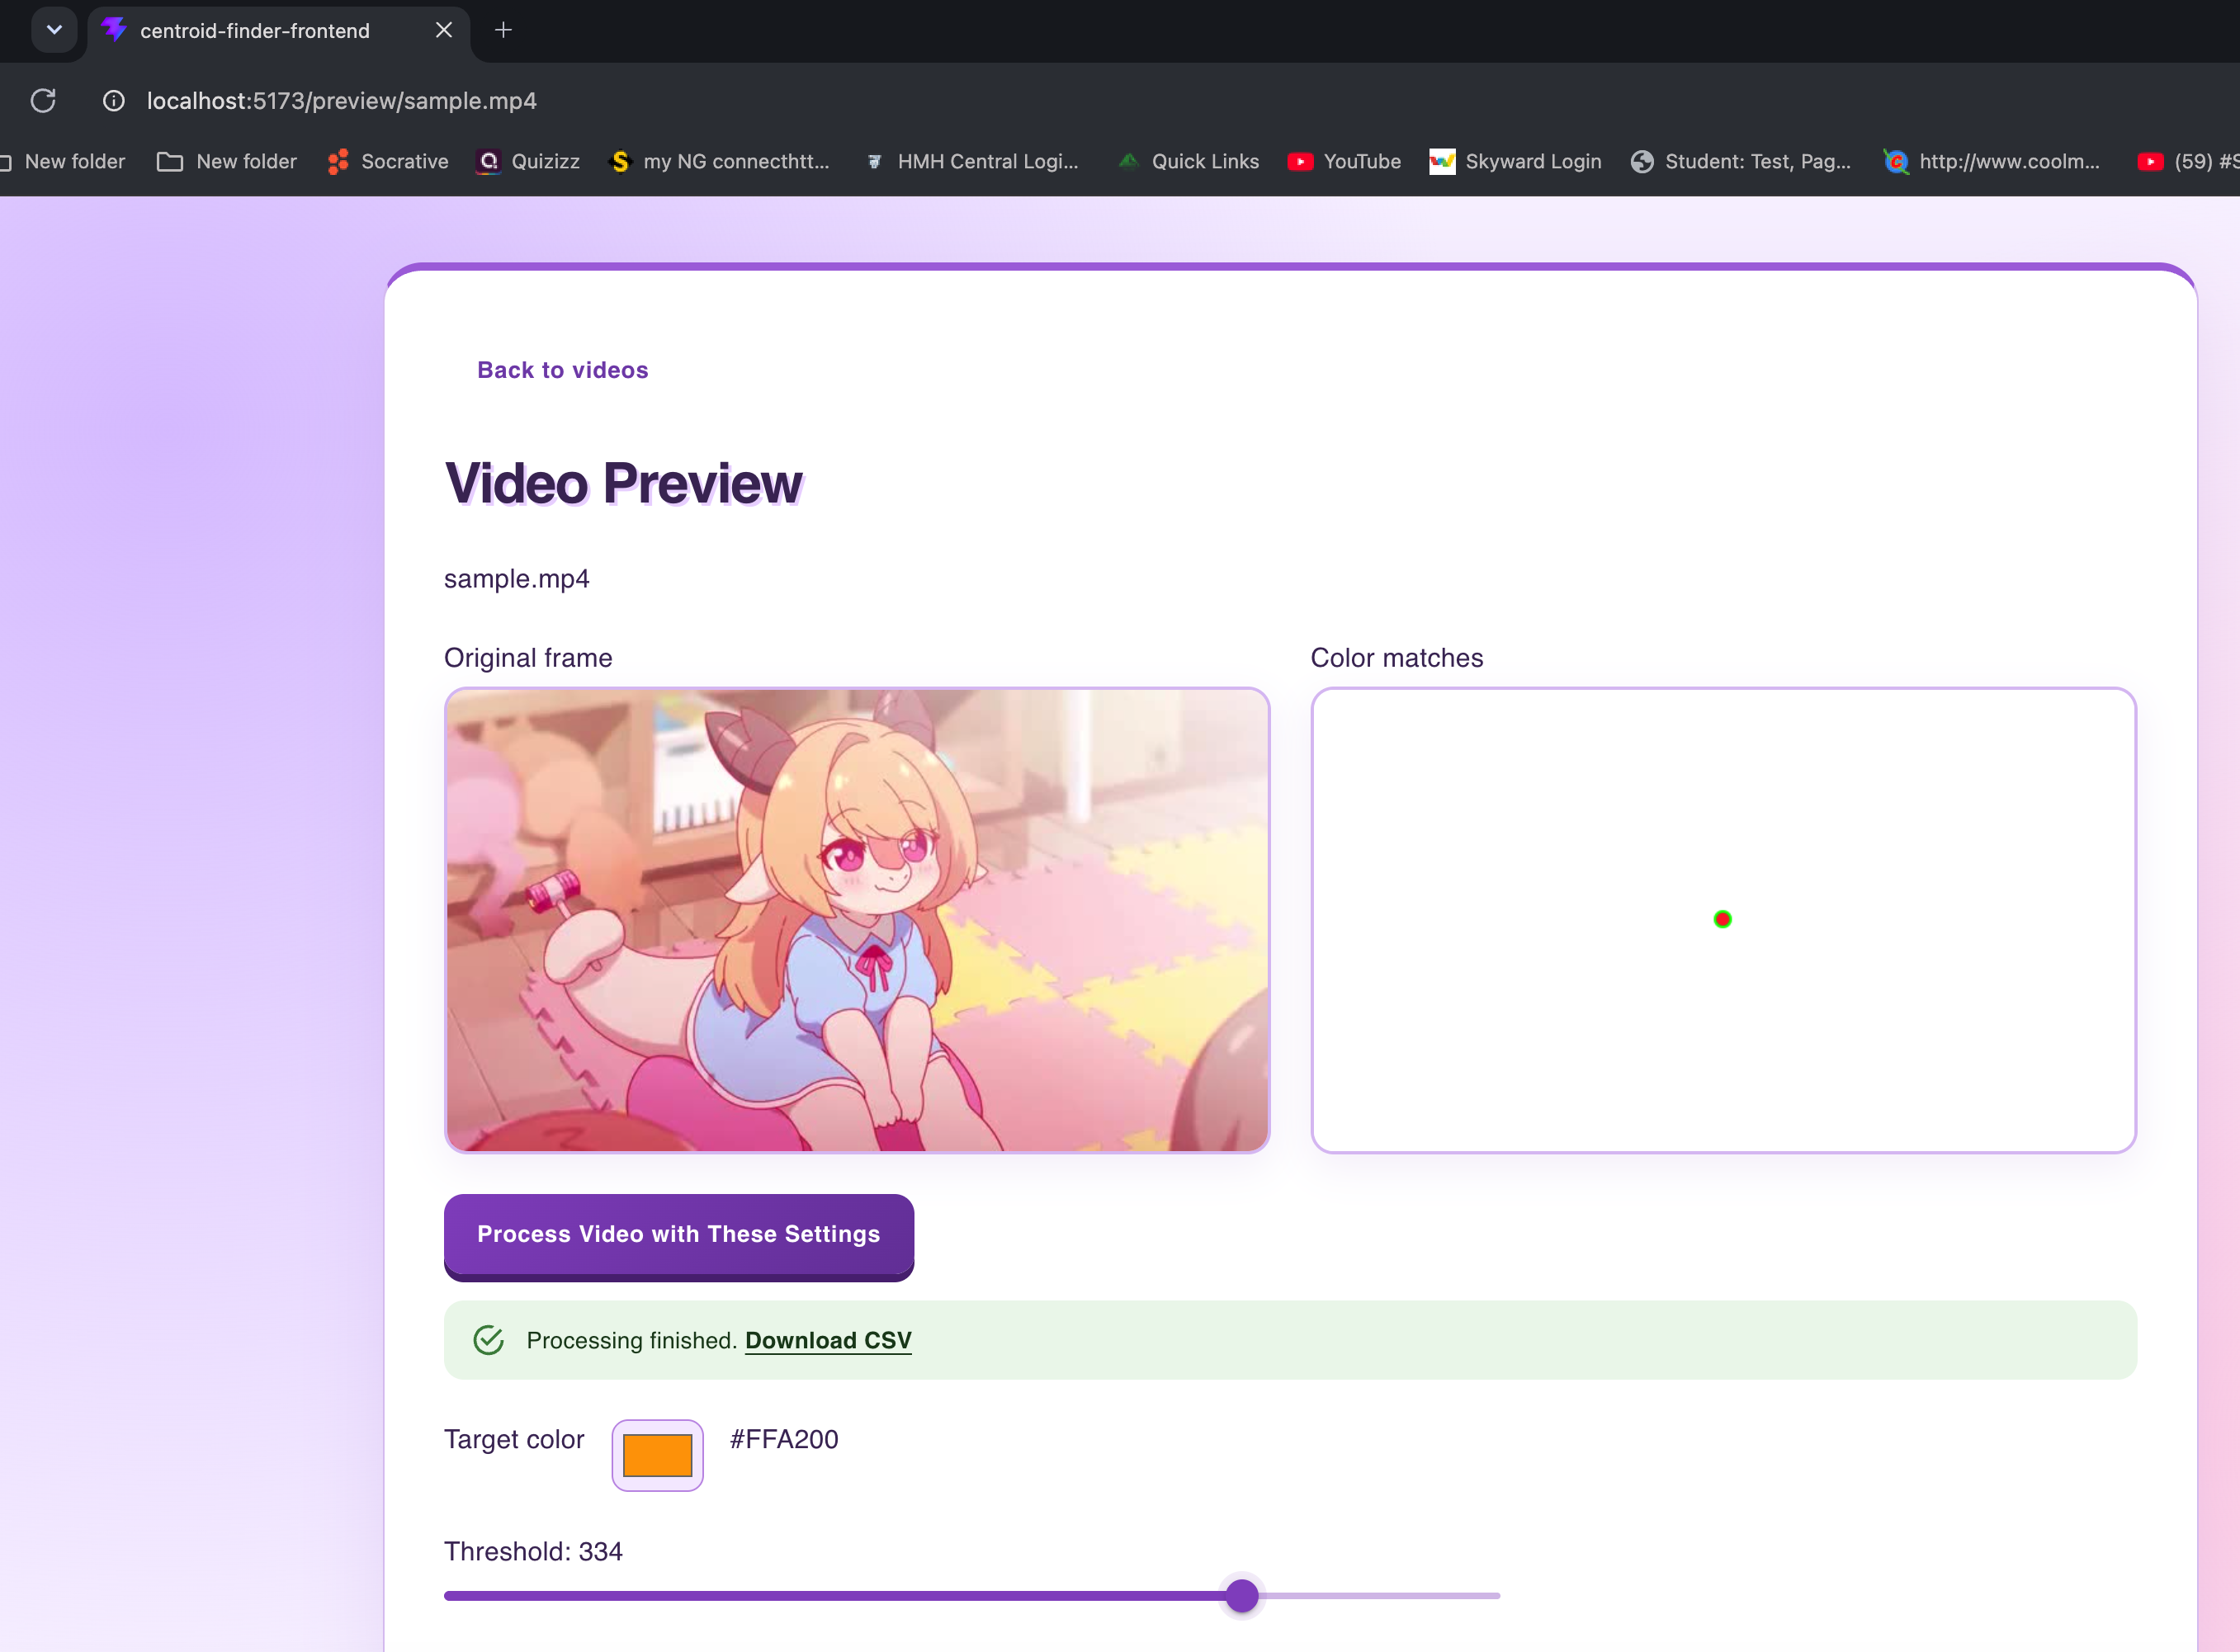 centroid-finder-frontend
localhost:5173/preview/sample.mp4
New folder New folder Socrative Quizizz my NG connecthtt... HMH Central Logi... Quick Links YouTube Skyward Login Student: Test, Pag... http://www.coolm... (59) #S
Back to videos
Video Preview
sample.mp4
Original frame Color matches
Process Video with These Settings
Processing finished. Download CSV
Target color #FFA200
Threshold: 334